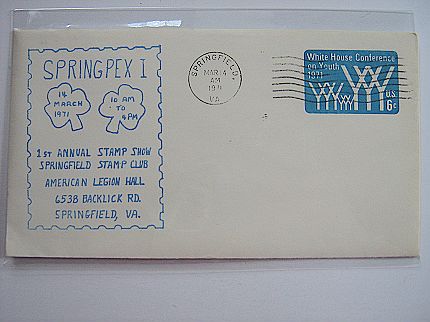 SPRINGPEX I
14
MARCH
1971
10 AM
TO
4 PM
1ST ANNUAL STAMP SHOW
SPRINGFIELD STAMP CLUB
AMERICAN LEGION HALL
6538 BACKLICK RD.
SPRINGFIELD, VA.
SPRINGFIELD,
MAR 14
AM
1971
VA
White House Conference
on Youth
1971
U.S.
6c